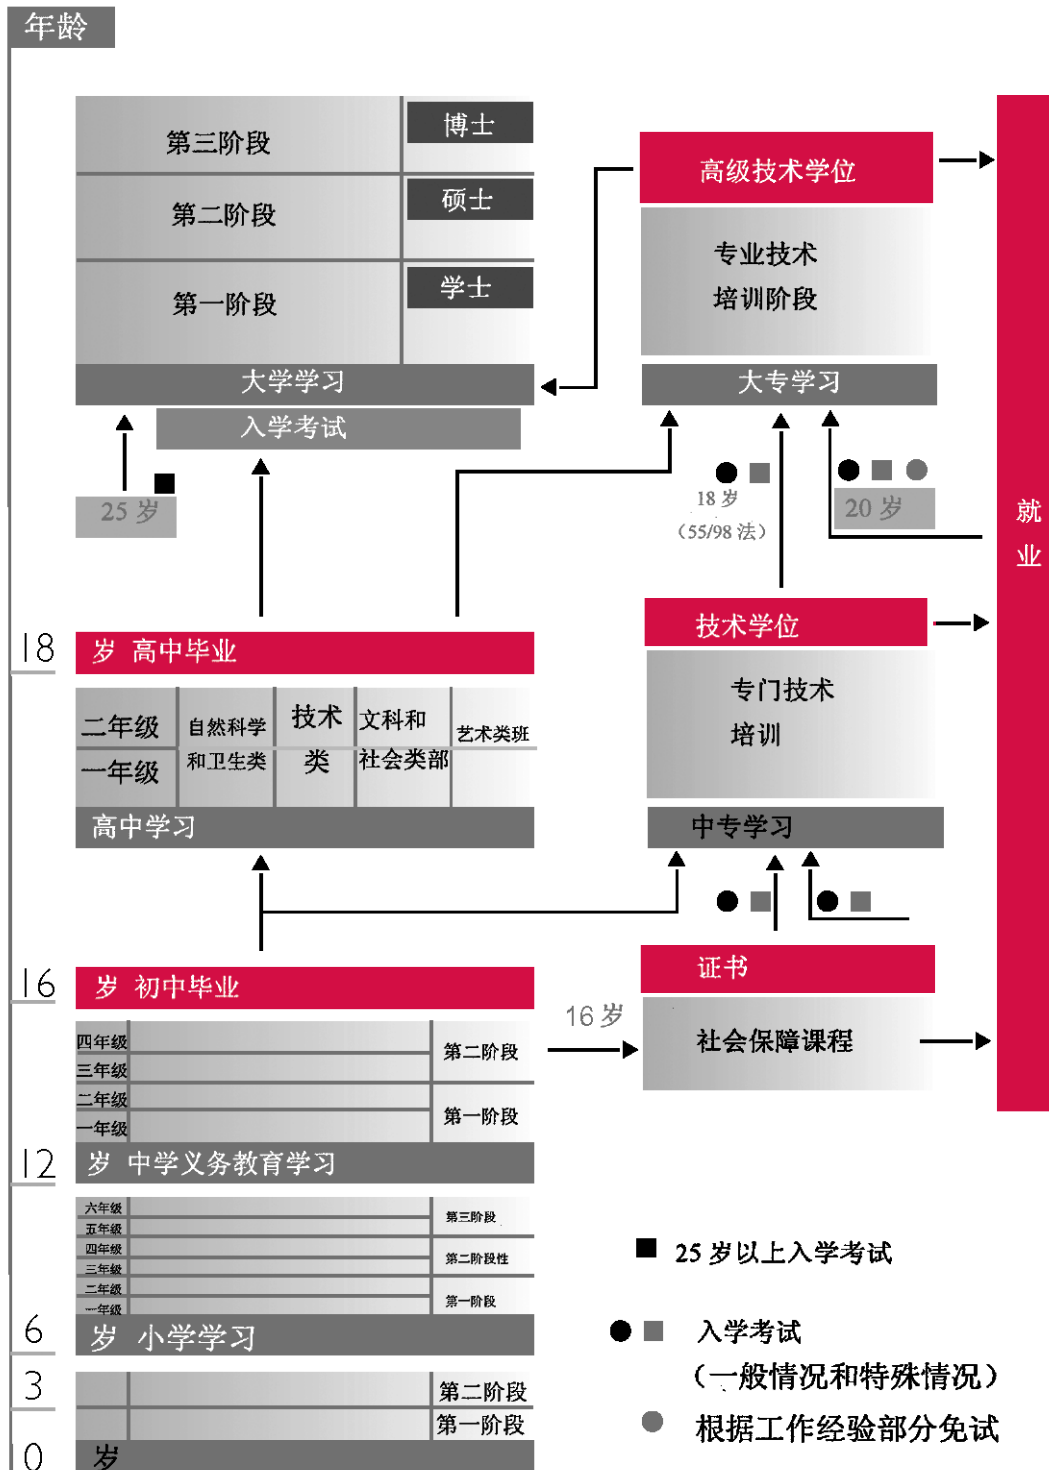 年龄
第三阶段
博士
第二阶段
硕士
第一阶段
学士
大学学习
入学考试
25 岁
高级技术学位
专业技术
培训阶段
大专学习
18 岁
（55/98 法）
20 岁
就
业
18
岁 高中毕业
二年级
一年级
自然科学
和卫生类
技术
类
文科和
社会类部
艺术类班
高中学习
技术学位
专门技术
培训
中专学习
16
岁 初中毕业
四年级
三年级
第二阶段
二年级
一年级
第一阶段
16 岁
证书
社会保障课程
12
岁 中学义务教育学习
六年级
五年级
第三阶段
四年级
三年级
第二阶段性
二年级
一年级
第一阶段
6
岁 小学学习
3
第二阶段
第一阶段
0
岁
25 岁以上入学考试
入学考试
（一般情况和特殊情况）
根据工作经验部分免试